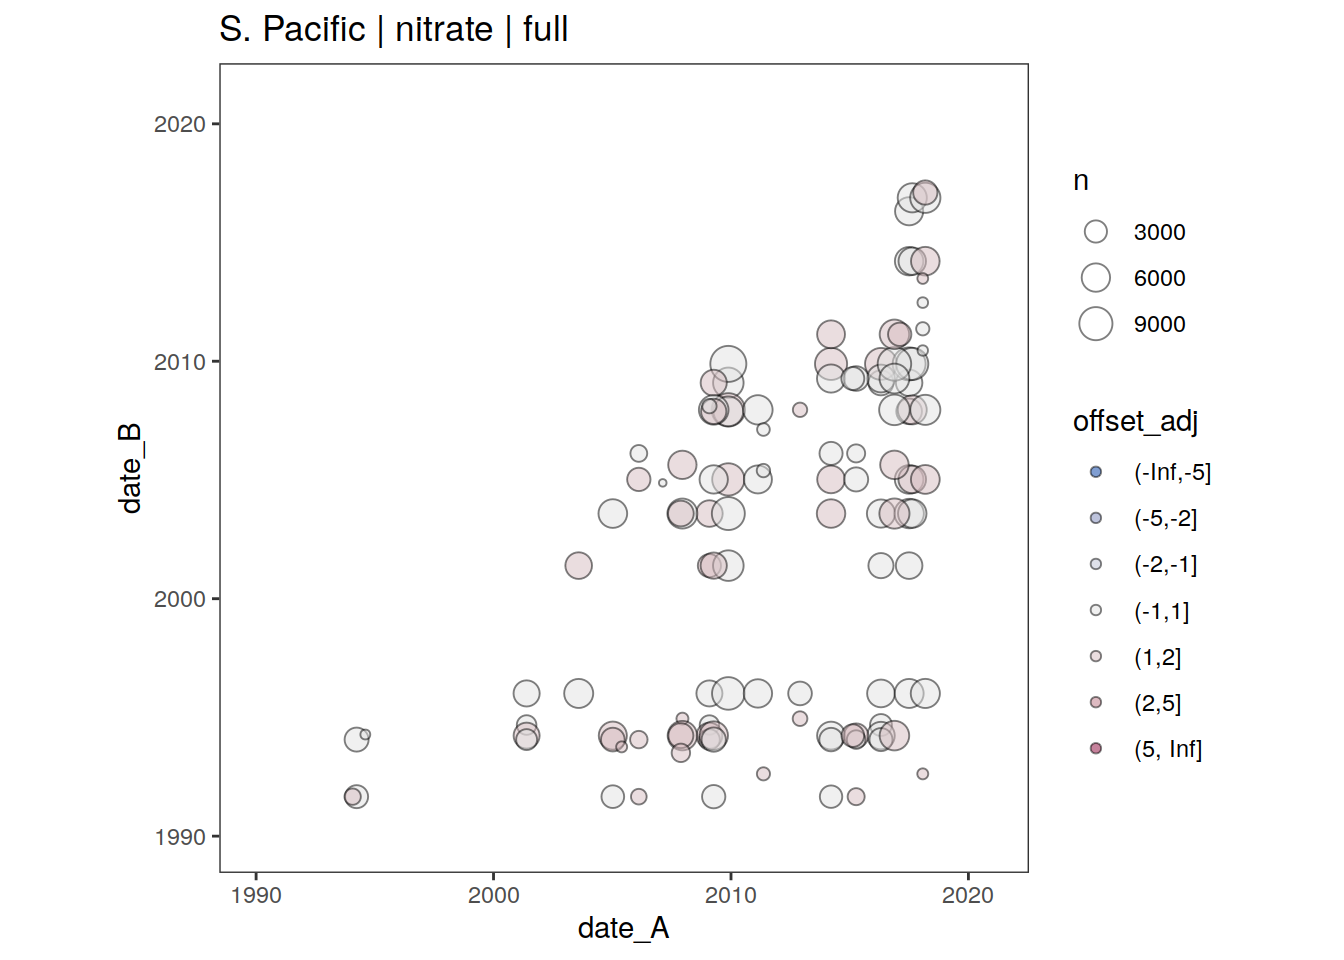 S. Pacific | nitrate | full
date_B
2020
2010
2000
1990
1990 2000 2010 2020
date_A
n
3000
6000
9000
offset_adj
(-Inf,-5]
(-5,-2]
(-2,-1]
(-1,1]
(1,2]
(2,5]
(5, Inf]